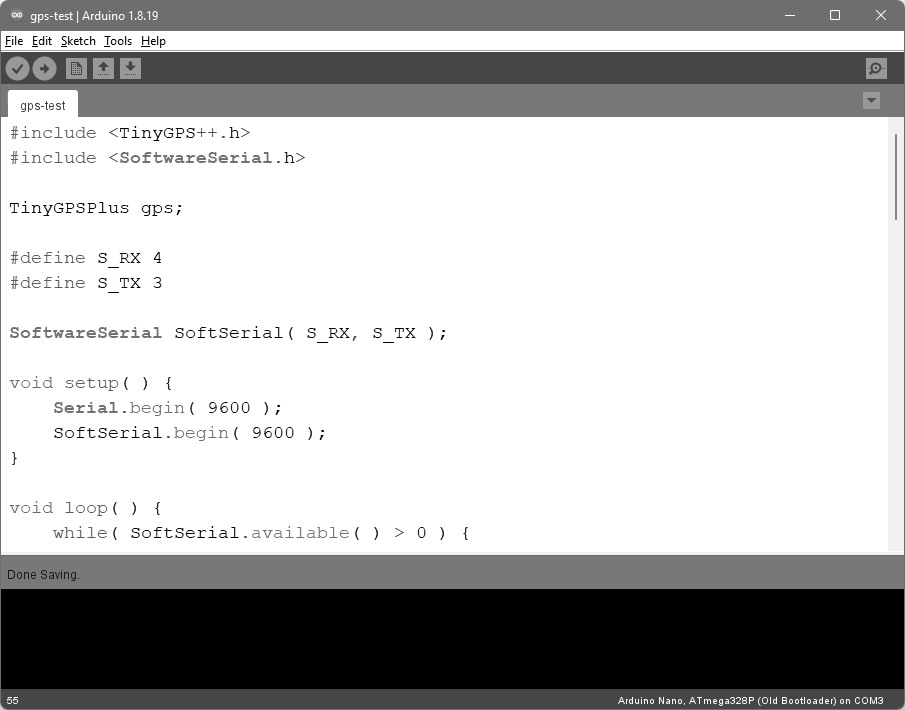 gps-test | Arduino 1.8.19
File Edit Sketch Tools Help
gps-test
#include <TinyGPS++.h>
#include <SoftwareSerial.h>
TinyGPSPlus gps;
#define S_RX 4
#define S_TX 3
SoftwareSerial SoftSerial( S_RX, S_TX );
void setup( ) {
    Serial.begin( 9600 );
    SoftSerial.begin( 9600 );
}
void loop( ) {
    while( SoftSerial.available( ) > 0 ) {
Done Saving.
55
Arduino Nano, ATmega328P (Old Bootloader) on COM3